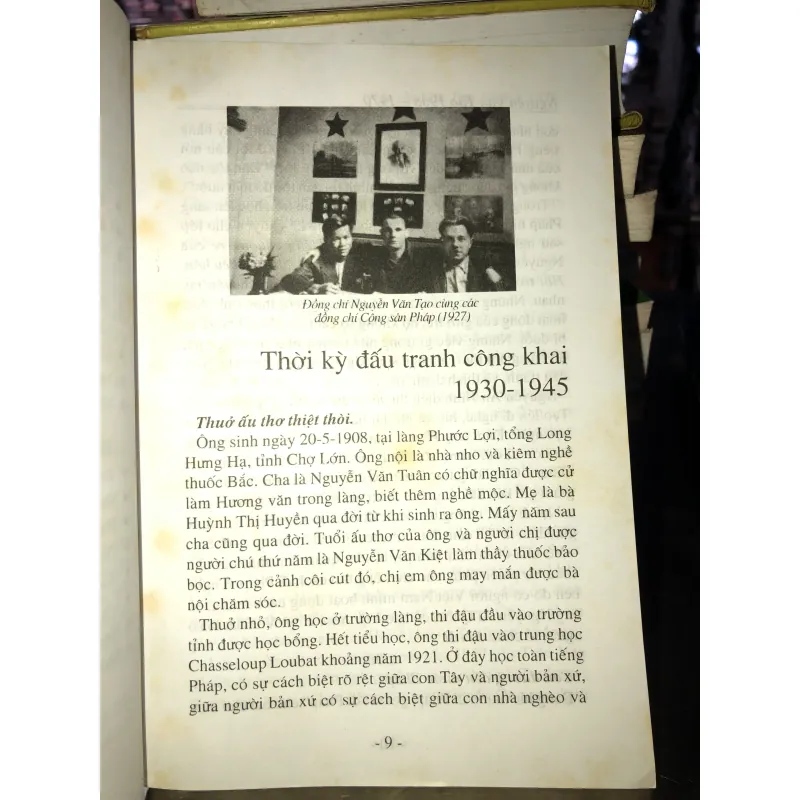 Đồng chí Nguyễn Văn Tạo cùng các
đồng chí Cộng sản Pháp (1927)
Thời kỳ đấu tranh công khai
1930-1945
Thuở ấu thơ thiệt thòi.
Ông sinh ngày 20-5-1908, tại làng Phước Lợi, tổng Long
Hưng Hạ, tỉnh Chợ Lớn. Ông nội là nhà nho và kiêm nghề
thuốc Bắc. Cha là Nguyễn Văn Tuân có chữ nghĩa được cử
làm Hương văn trong làng, biết thêm nghề mộc. Mẹ là bà
Huỳnh Thị Huyền qua đời từ khi sinh ra ông. Mấy năm sau
cha cũng qua đời. Tuổi ấu thơ của ông và người chị được
người chú thứ năm là Nguyễn Văn Kiệt làm thầy thuốc bảo
bọc. Trong cảnh côi cút đó, chị em ông may mắn được bà
nội chăm sóc.
Thuở nhỏ, ông học ở trường làng, thi đậu đầu vào trường
tỉnh được học bổng. Hết tiểu học, ông thi đậu vào trung học
Chasseloup Loubat khoảng năm 1921. Ở đây học toàn tiếng
Pháp, có sự cách biệt rõ rệt giữa con Tây và người bản xứ,
giữa người bản xứ có sự cách biệt giữa con nhà nghèo và
- 9 -